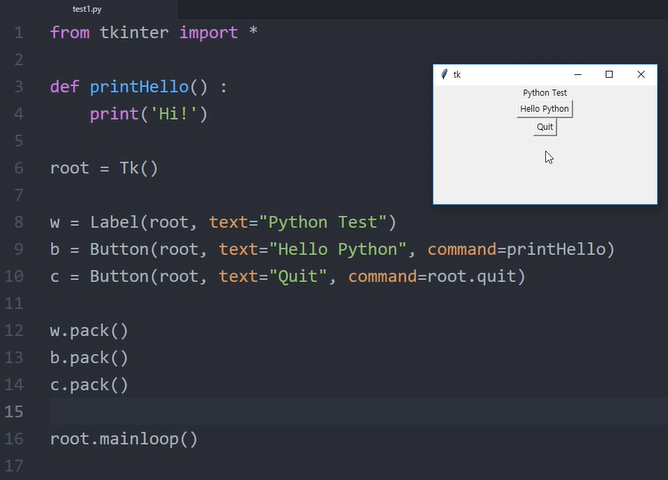 test1.py
1 from tkinter import *
2
3 def printHello() :
4     print('Hi!')
5
6 root = Tk()
7
8 w = Label(root, text="Python Test")
9 b = Button(root, text="Hello Python", command=printHello)
10 c = Button(root, text="Quit", command=root.quit)
11
12 w.pack()
13 b.pack()
14 c.pack()
15
16 root.mainloop()
17
tk
Python Test
Hello Python
Quit